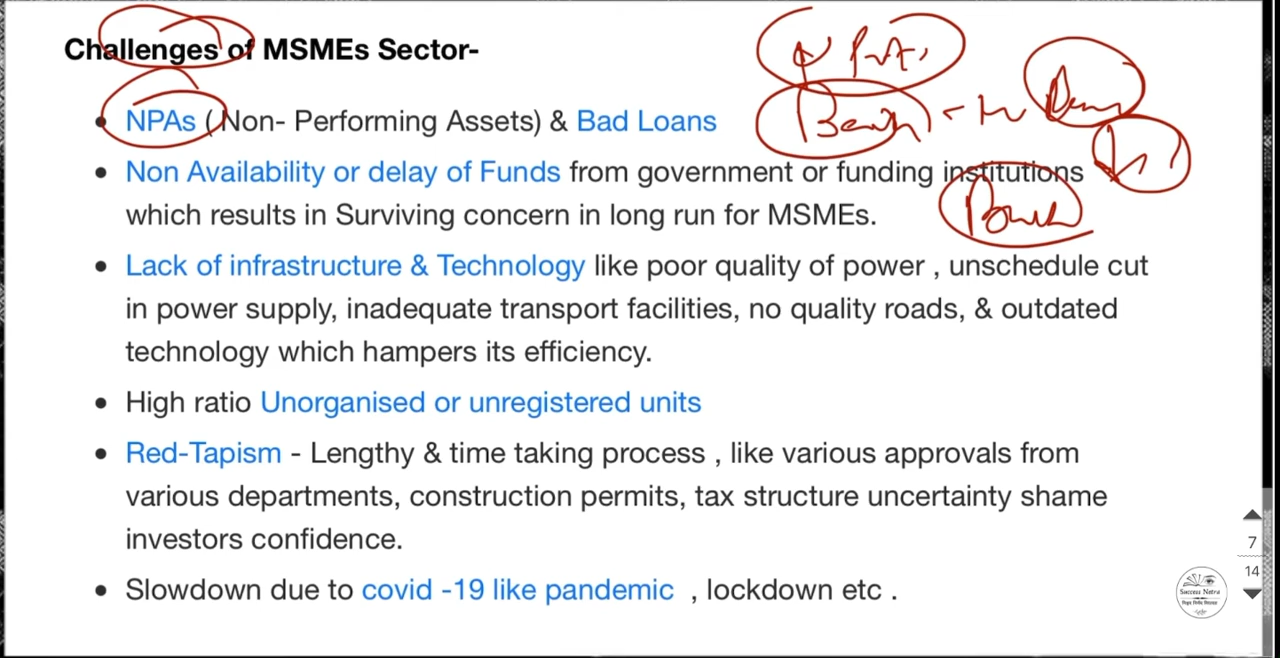 Challenges of MSMEs Sector-
• NPAs (Non- Performing Assets) & Bad Loans
• Non Availability or delay of Funds from government or funding institutions
which results in Surviving concern in long run for MSMEs.
• Lack of infrastructure & Technology like poor quality of power , unschedule cut
in power supply, inadequate transport facilities, no quality roads, & outdated
technology which hampers its efficiency.
• High ratio Unorganised or unregistered units
• Red-Tapism - Lengthy & time taking process , like various approvals from
various departments, construction permits, tax structure uncertainty shame
investors confidence.
• Slowdown due to covid -19 like pandemic , lockdown etc .
7
14
Success Netra